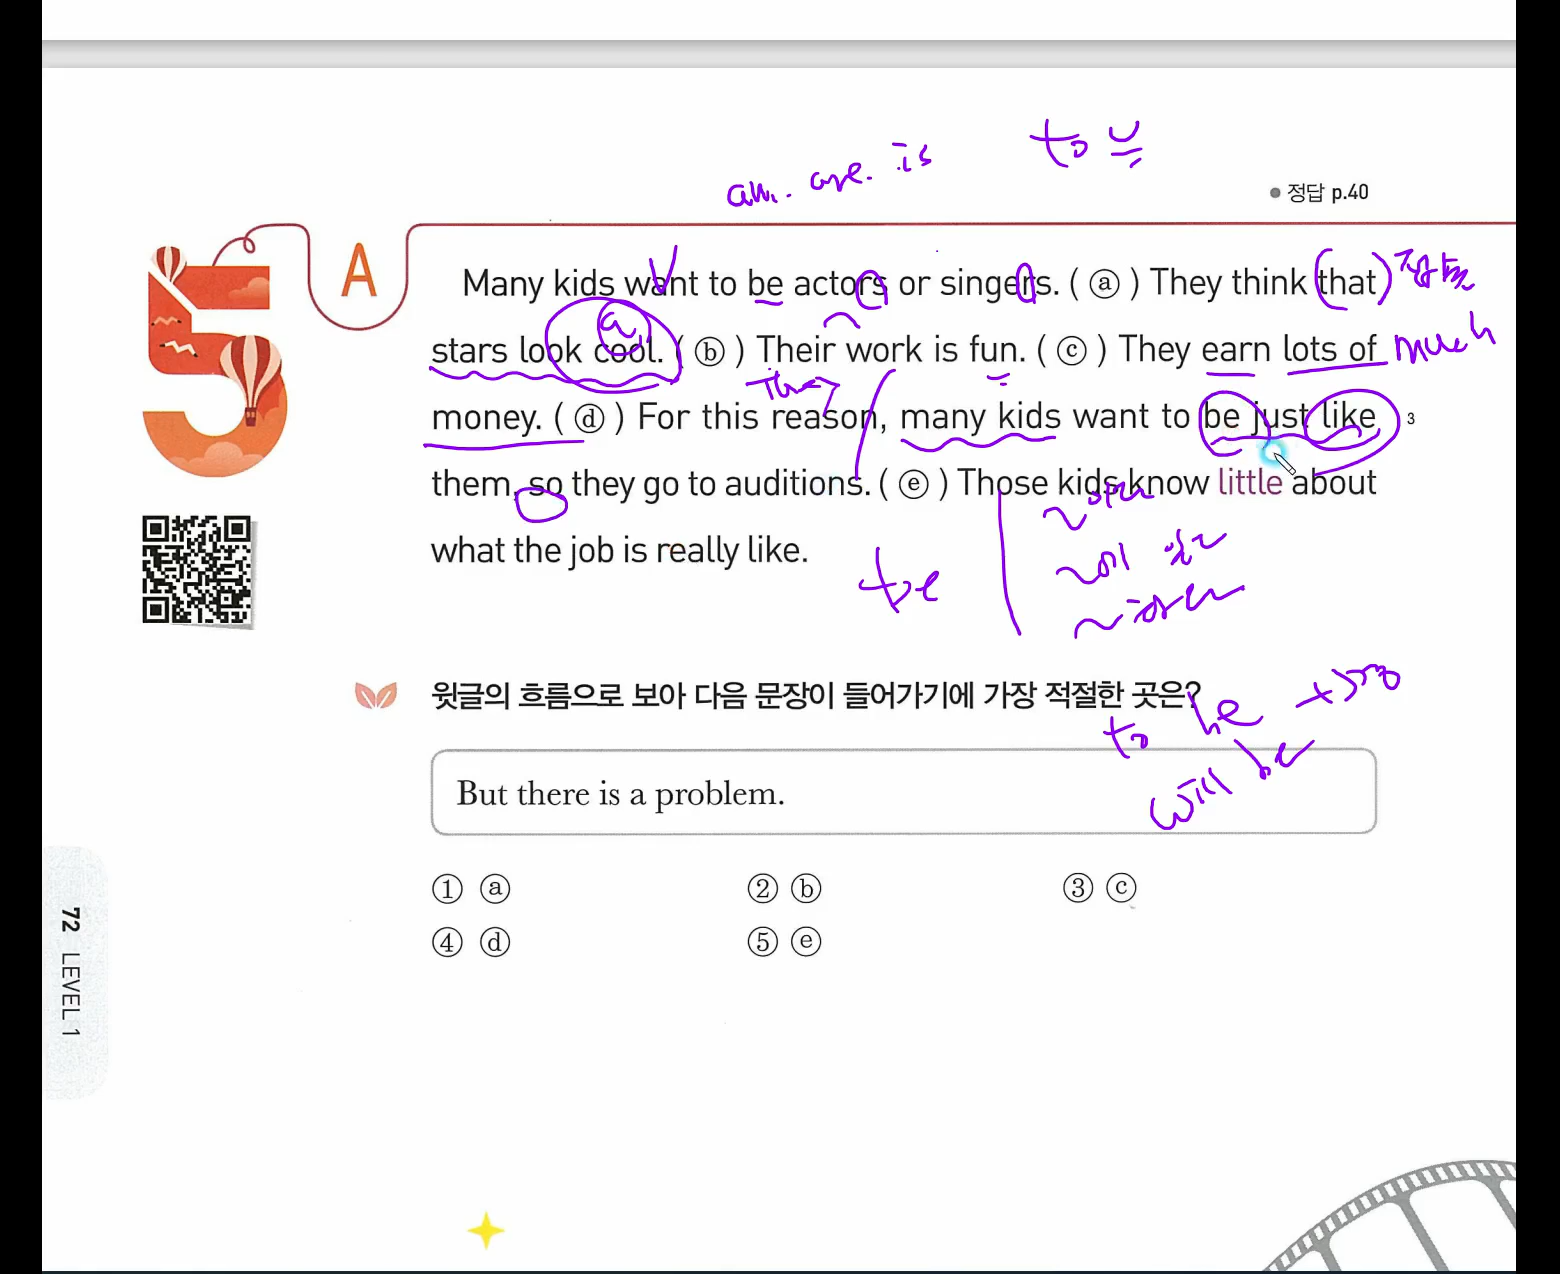 am. are. is to v
정답 p.40
5 A
Many kids want to be actors or singers. ( ⓐ ) They think (that) 접속
stars look cool. ( ⓑ ) Their work is fun. ( ⓒ ) They earn lots of much
a
They
money. ( ⓓ ) For this reason, many kids want to be just like 3
them, so they go to auditions. ( ⓔ ) Those kids know little about
what the job is really like.
be
윗글의 흐름으로 보아 다음 문장이 들어가기에 가장 적절한 곳은?
to be
will be
But there is a problem.
① ⓐ ② ⓑ ③ ⓒ
④ ⓓ ⑤ ⓔ
72 LEVEL 1